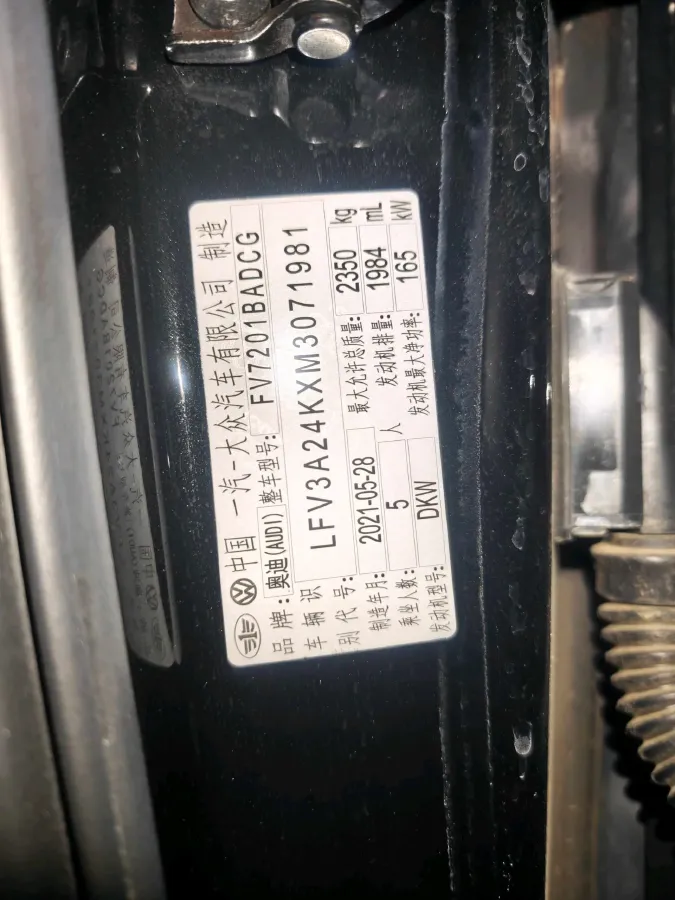 中国 一汽-大众汽车有限公司 制造
品牌: 奥迪(AUDI) 整车型号: FV7201BADCG
车辆识别代号: LFV3A24KXM3071981
制造年月: 2021-05-28 最大允许总质量: 2350 kg
乘坐人数: 5 人 发动机排量: 1984 mL
发动机型号: DKW 发动机最大净功率: 165 kW